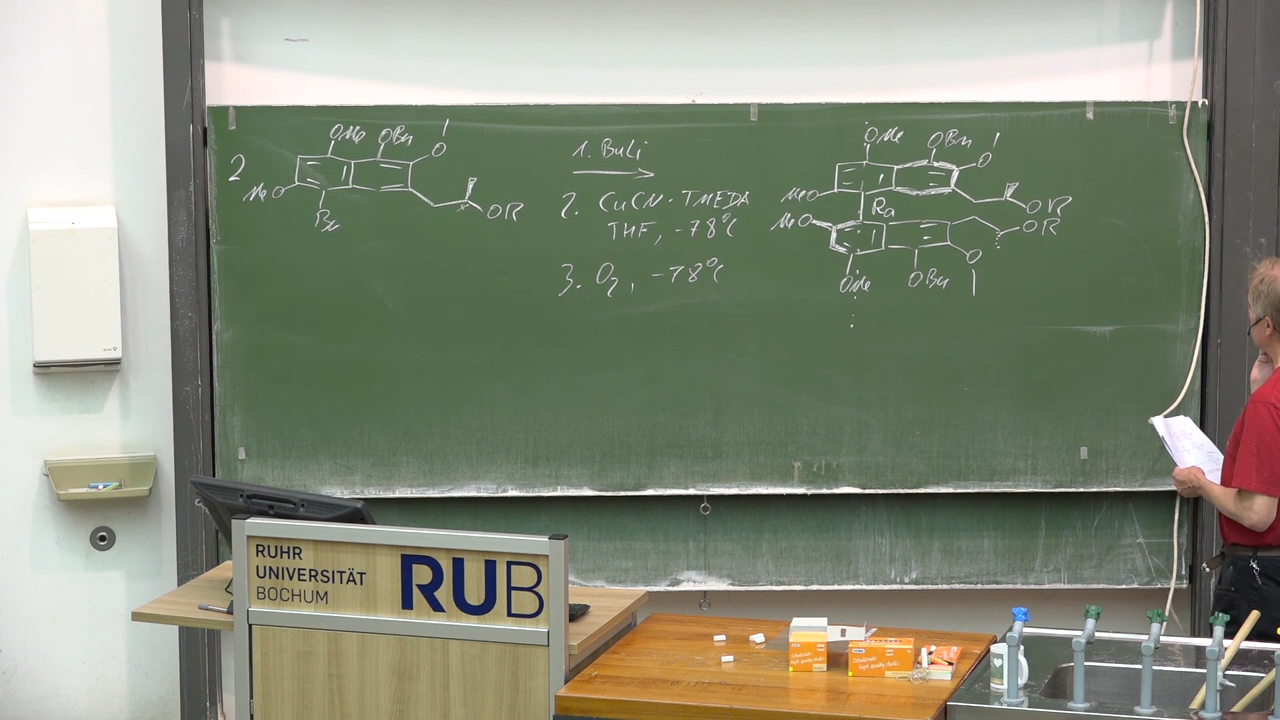 2
OMe OBn O
MeO
Br
OR
1. BuLi
2. CuCN·TMEDA
THF, -78°C
3. O2, -78°C
OMe OBn O
MeO
Ra
OR
MeO
OR
OMe OBn O
RUHR
UNIVERSITÄT
BOCHUM
RUB